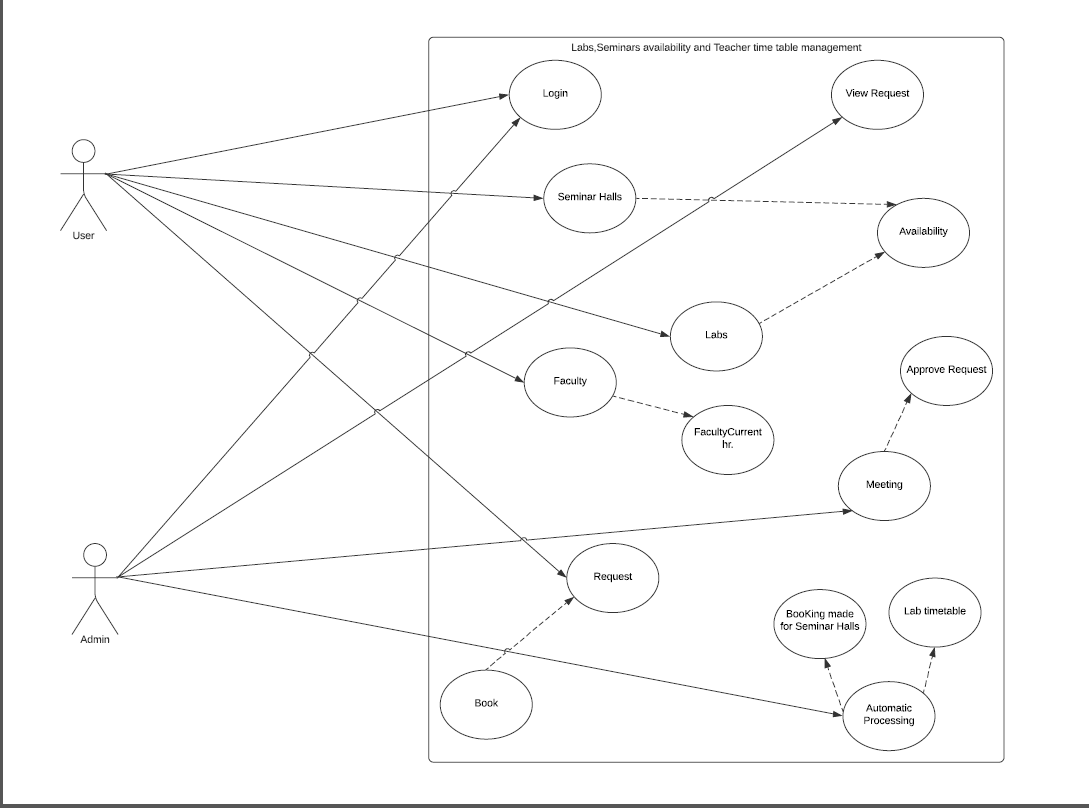 Labs,Seminars availability and Teacher time table management
Login
View Request
Seminar Halls
User
Availability
Labs
Approve Request
Faculty
FacultyCurrent
hr.
Meeting
Request
Admin
BooKing made
for Seminar Halls
Lab timetable
Book
Automatic
Processing